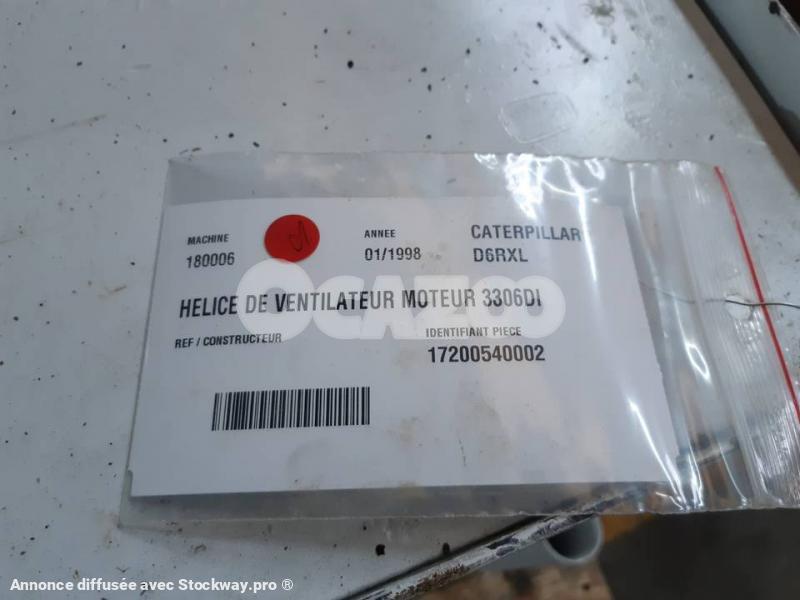 MACHINE
180006
ANNEE
01/1998
CATERPILLAR
D6RXL
HELICE DE VENTILATEUR MOTEUR 3306DI
REF / CONSTRUCTEUR
IDENTIFIANT PIECE
17200540002
OCAZOO
Annonce diffusée avec Stockway.pro ®